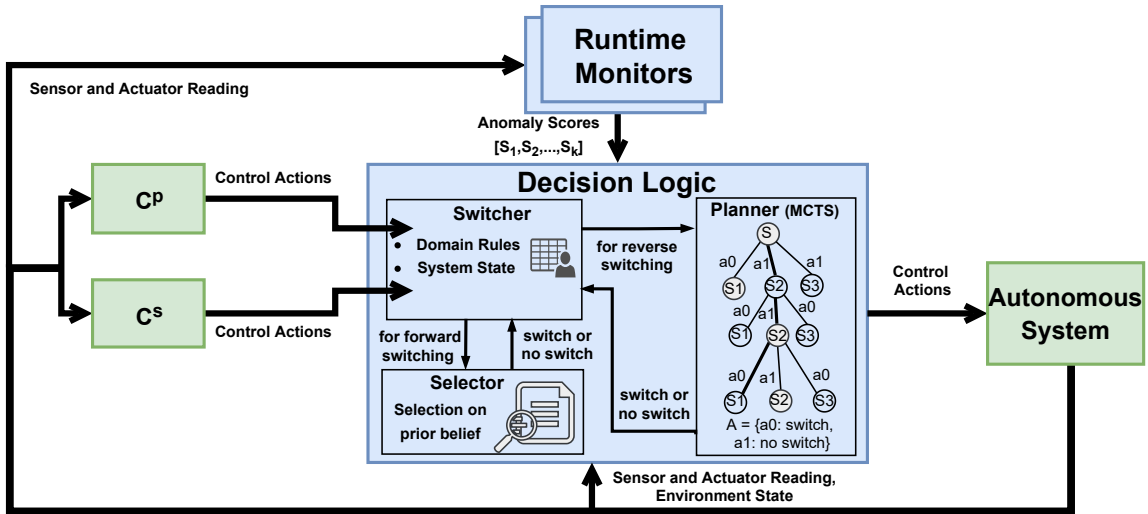 Runtime
Monitors
Sensor and Actuator Reading
Anomaly Scores
[S1,S2,...,Sk]
Cp
Control Actions
Cs
Control Actions
Decision Logic
Switcher
• Domain Rules
• System State
for reverse
switching
for forward
switching
switch or
no switch
Selector
Selection on
prior belief
switch or
no switch
Planner (MCTS)
S
a0 a1 a1
S1 S2 S3
a0 a1 a0
S1 S2 S3
a0 a1 a0
S1 S2 S3
A = {a0: switch,
a1: no switch}
Control
Actions
Autonomous
System
Sensor and Actuator Reading,
Environment State